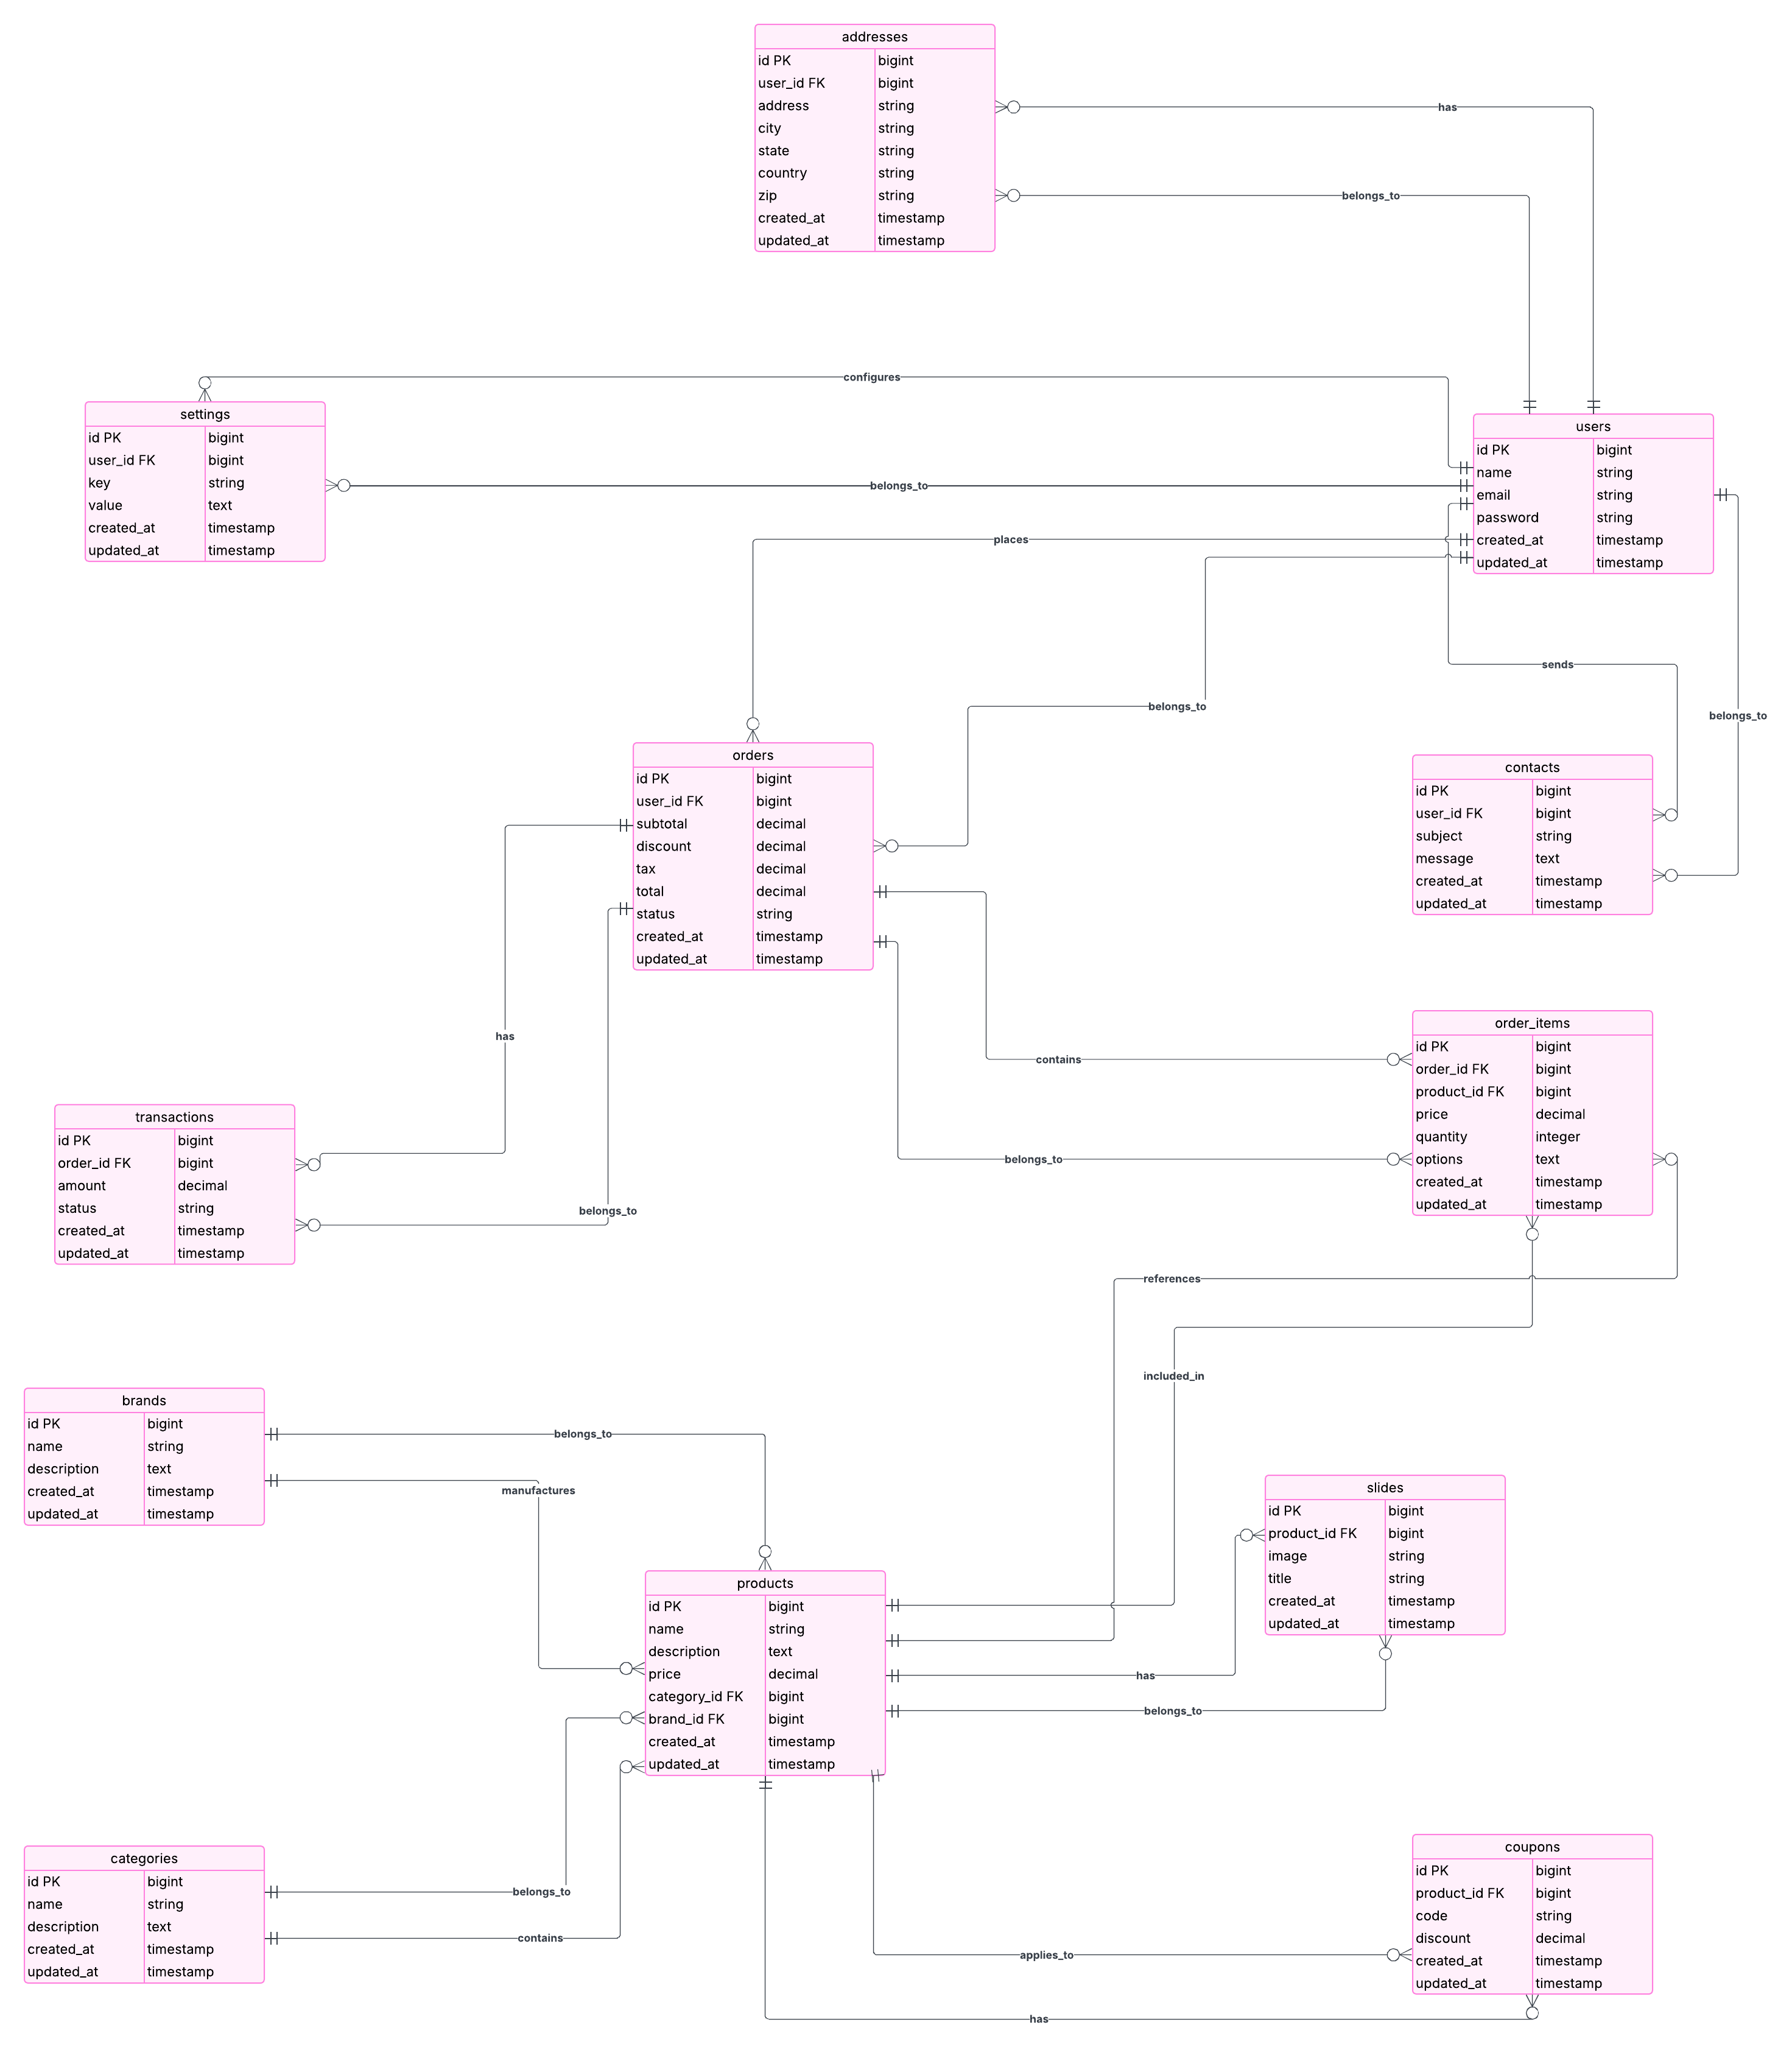 addresses
id PK bigint
user_id FK bigint
address string
city string
state string
country string
zip string
created_at timestamp
updated_at timestamp
has
belongs_to
configures
settings
id PK bigint
user_id FK bigint
key string
value text
created_at timestamp
updated_at timestamp
belongs_to
users
id PK bigint
name string
email string
password string
created_at timestamp
updated_at timestamp
places
sends
belongs_to
belongs_to
orders
id PK bigint
user_id FK bigint
subtotal decimal
discount decimal
tax decimal
total decimal
status string
created_at timestamp
updated_at timestamp
contacts
id PK bigint
user_id FK bigint
subject string
message text
created_at timestamp
updated_at timestamp
has
contains
belongs_to
order_items
id PK bigint
order_id FK bigint
product_id FK bigint
price decimal
quantity integer
options text
created_at timestamp
updated_at timestamp
transactions
id PK bigint
order_id FK bigint
amount decimal
status string
created_at timestamp
updated_at timestamp
belongs_to
references
included_in
brands
id PK bigint
name string
description text
created_at timestamp
updated_at timestamp
belongs_to
manufactures
slides
id PK bigint
product_id FK bigint
image string
title string
created_at timestamp
updated_at timestamp
products
id PK bigint
name string
description text
price decimal
category_id FK bigint
brand_id FK bigint
created_at timestamp
updated_at timestamp
has
belongs_to
categories
id PK bigint
name string
description text
created_at timestamp
updated_at timestamp
belongs_to
contains
coupons
id PK bigint
product_id FK bigint
code string
discount decimal
created_at timestamp
updated_at timestamp
applies_to
has